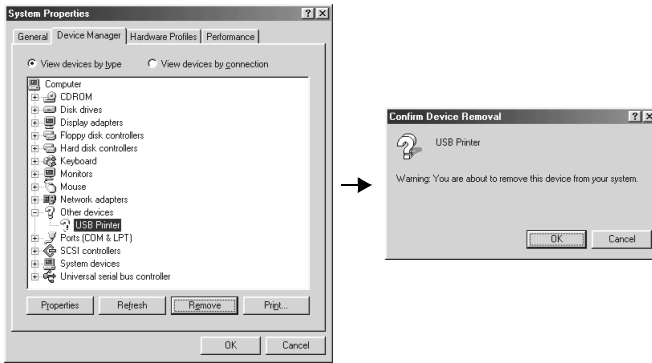 System Properties
General Device Manager Hardware Profiles Performance
View devices by type View devices by connection
Computer
CDROM
Disk drives
Display adapters
Floppy disk controllers
Hard disk controllers
Keyboard
Monitors
Mouse
Network adapters
Other devices
USB Printer
Ports (COM & LPT)
SCSI controllers
System devices
Universal serial bus controller
Properties Refresh Remove Print...
OK Cancel
Confirm Device Removal
USB Printer
Warning: You are about to remove this device from your system.
OK Cancel